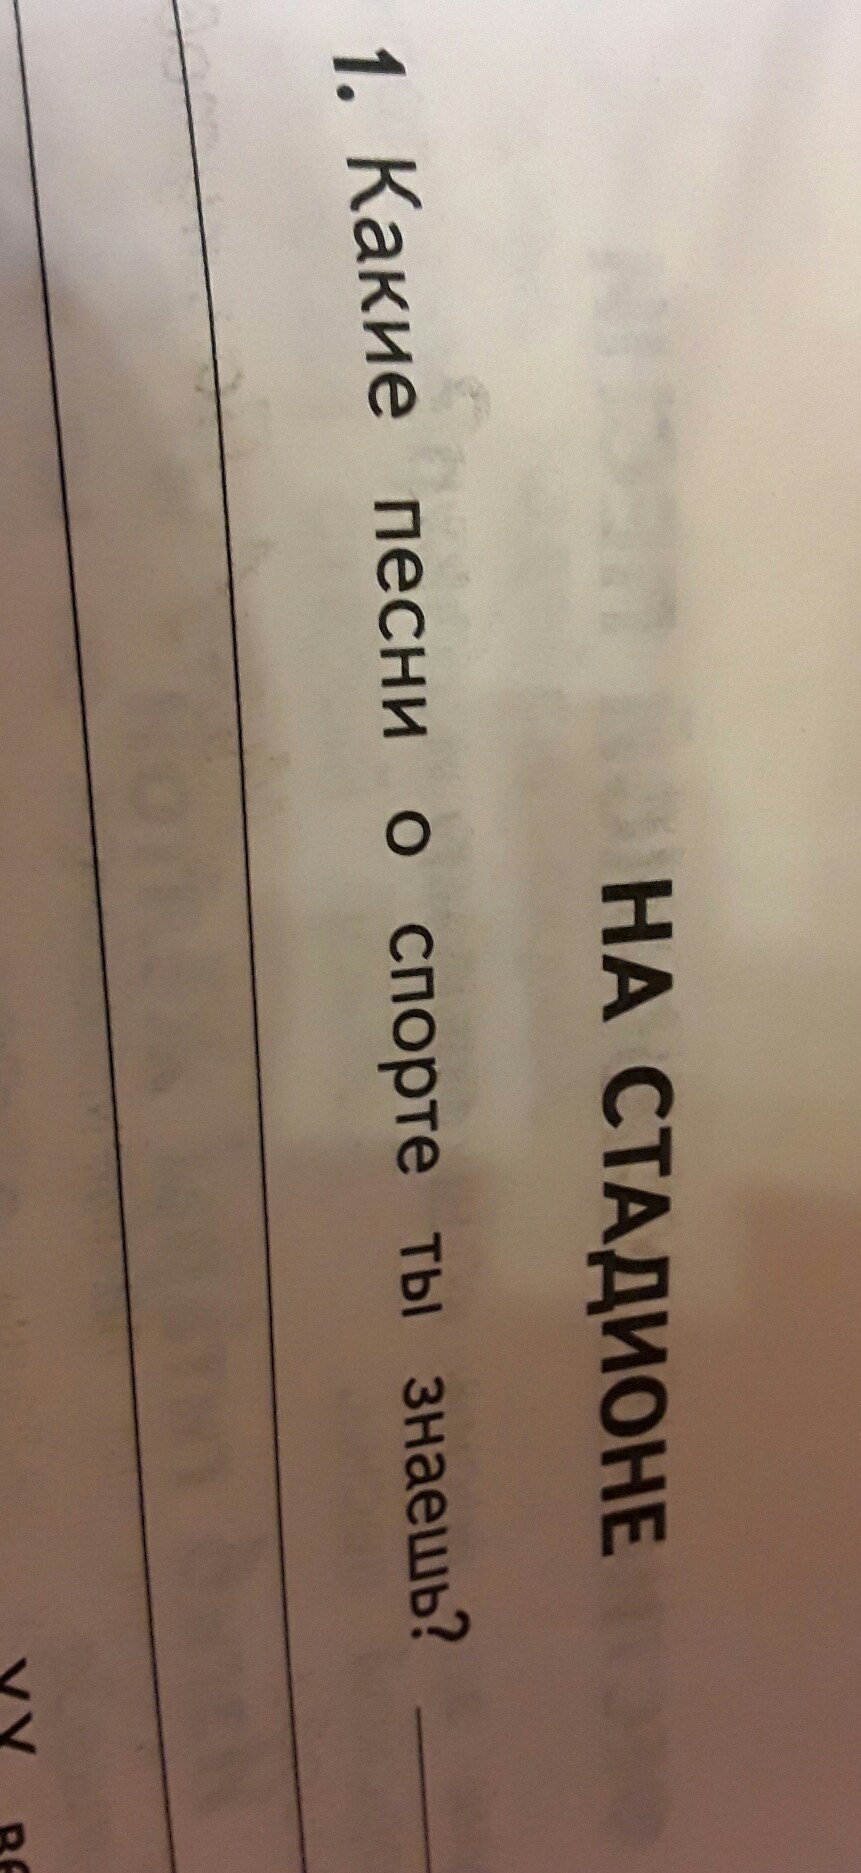 НА СТАДИОНЕ
1. Какие песни о спорте ты знаешь?